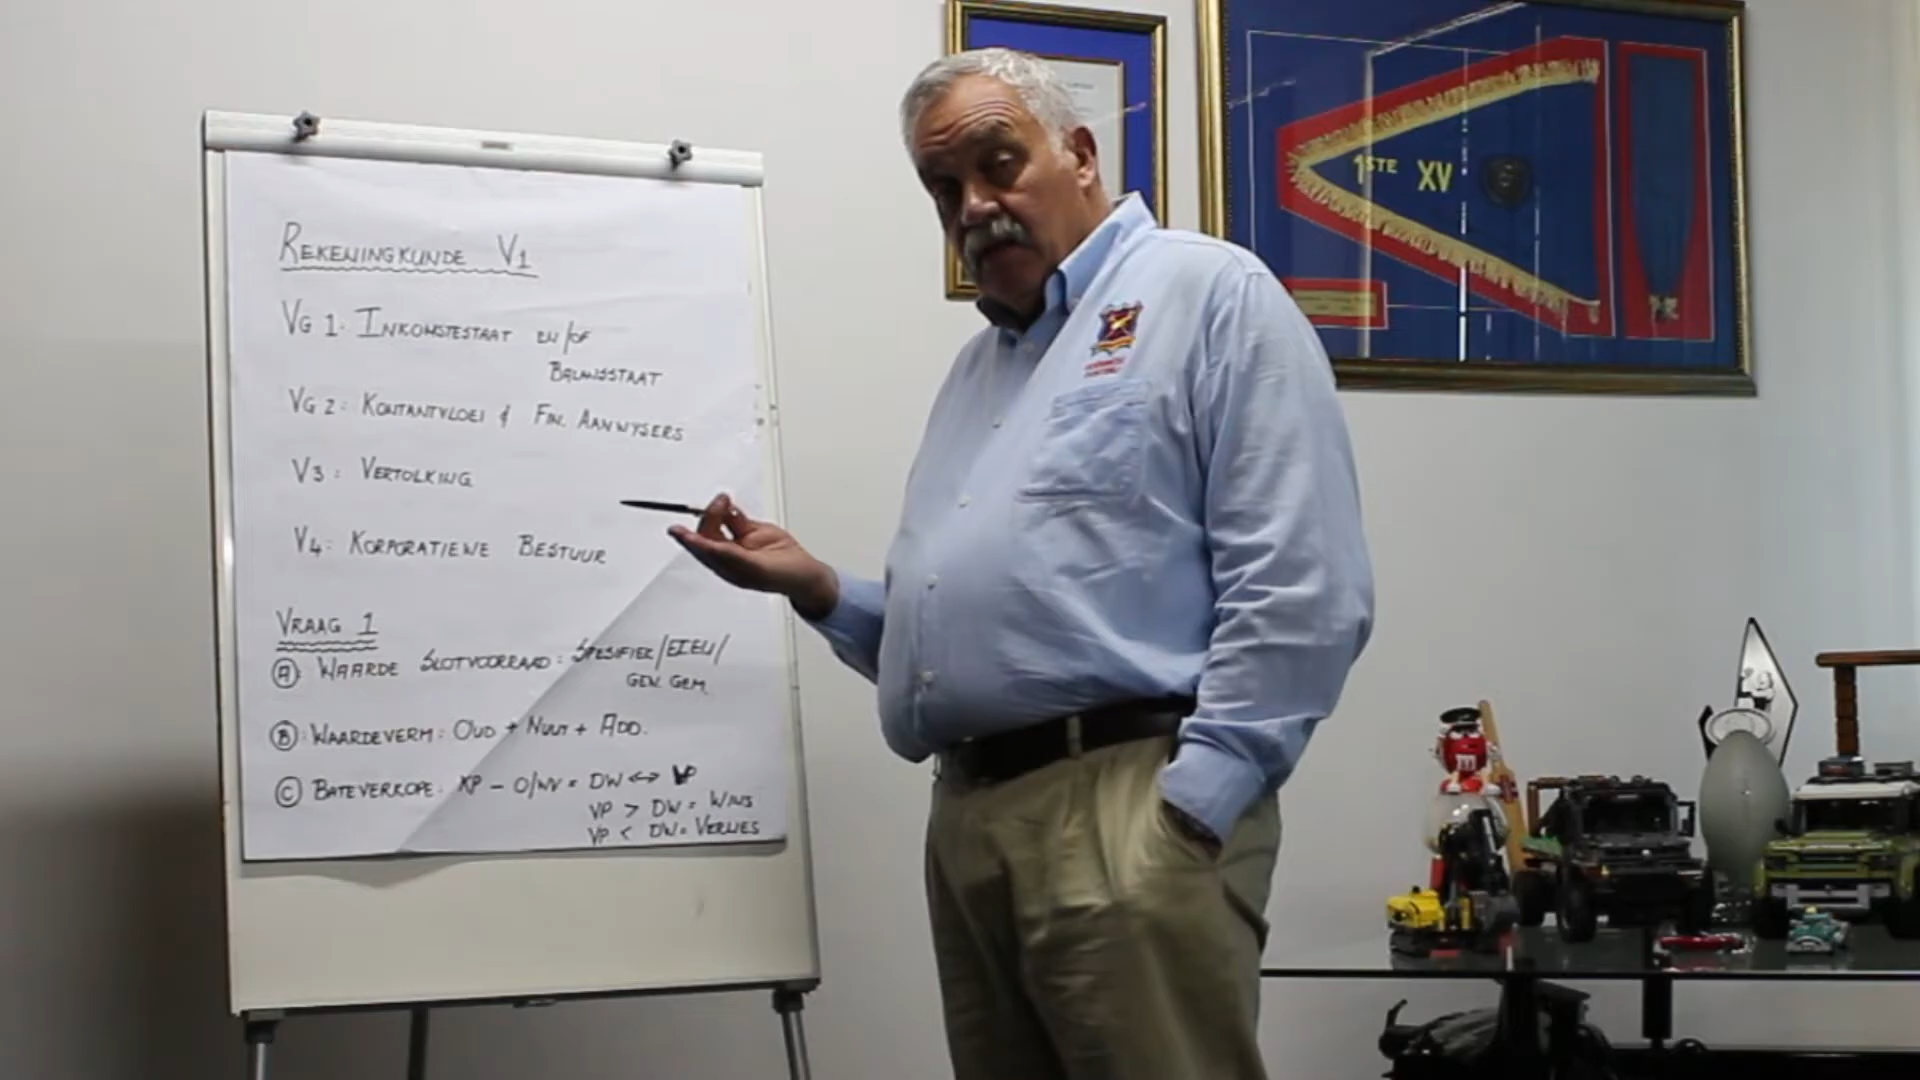 REKENINGKUNDE V1
VG 1: INKOMSTESTAAT EN/OF
BALANSSTAAT
VG 2: KONTANTVLOEI & FIN. AANWYSERS
V3: VERTOLKING
V4: KORPORATIEWE BESTUUR
VRAAG 1
(A): WAARDE SLOTVOORRAAD: SPESIFIEK/EIEU/
GEW. GEM.
(B): WAARDEVERM: OUD + NUUT + ADD.
(C) BATEVERKOPE: KP - O/WV = DW <-> VP
VP > DW = WINS
VP < DW = VERLIES
1STE XV